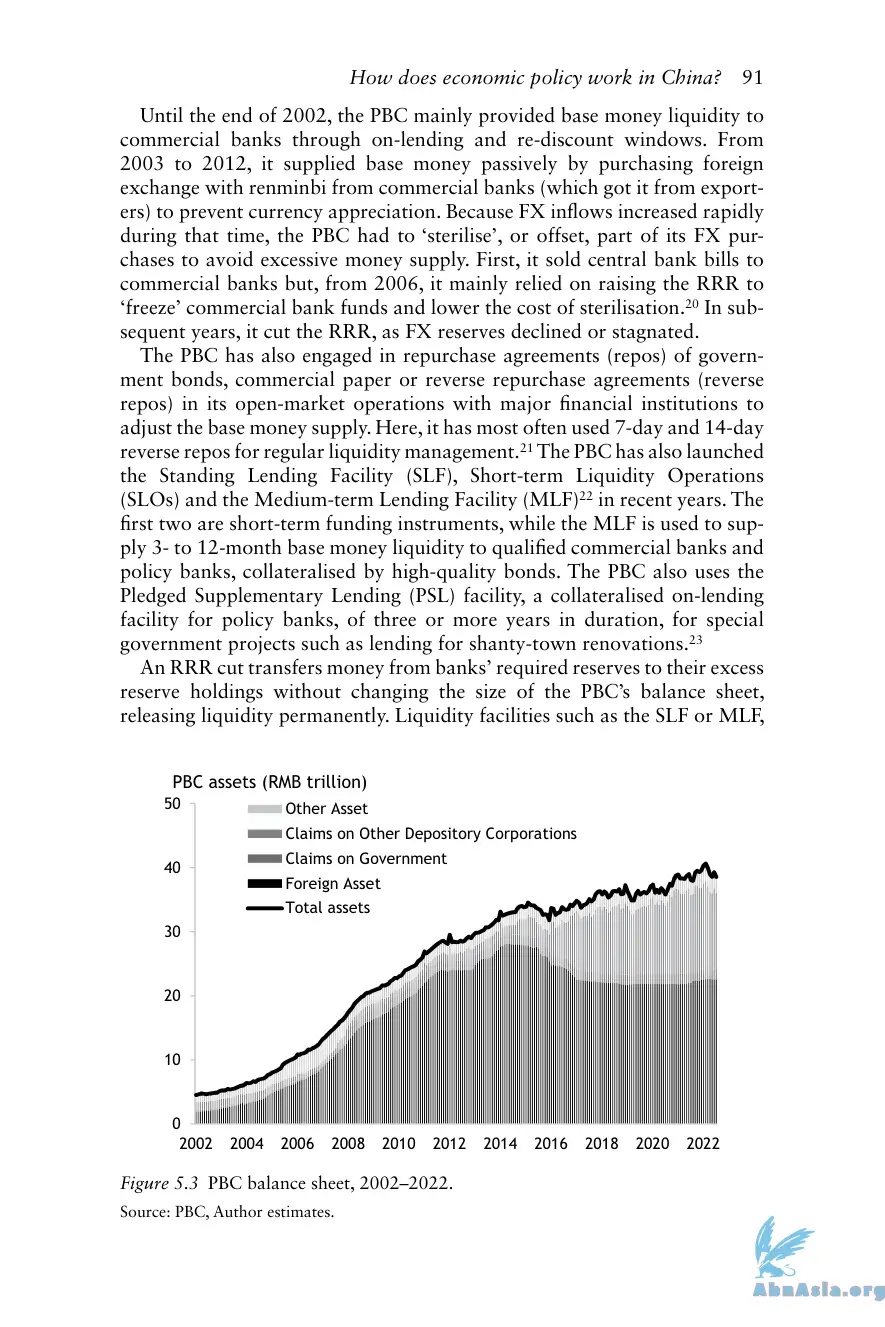 How does economic policy work in China? 91
Until the end of 2002, the PBC mainly provided base money liquidity to
commercial banks through on-lending and re-discount windows. From
2003 to 2012, it supplied base money passively by purchasing foreign
exchange with renminbi from commercial banks (which got it from export-
ers) to prevent currency appreciation. Because FX inflows increased rapidly
during that time, the PBC had to ‘sterilise’, or offset, part of its FX pur-
chases to avoid excessive money supply. First, it sold central bank bills to
commercial banks but, from 2006, it mainly relied on raising the RRR to
‘freeze’ commercial bank funds and lower the cost of sterilisation.20 In sub-
sequent years, it cut the RRR, as FX reserves declined or stagnated.
The PBC has also engaged in repurchase agreements (repos) of govern-
ment bonds, commercial paper or reverse repurchase agreements (reverse
repos) in its open-market operations with major financial institutions to
adjust the base money supply. Here, it has most often used 7-day and 14-day
reverse repos for regular liquidity management.21 The PBC has also launched
the Standing Lending Facility (SLF), Short-term Liquidity Operations
(SLOs) and the Medium-term Lending Facility (MLF)22 in recent years. The
first two are short-term funding instruments, while the MLF is used to sup-
ply 3- to 12-month base money liquidity to qualified commercial banks and
policy banks, collateralised by high-quality bonds. The PBC also uses the
Pledged Supplementary Lending (PSL) facility, a collateralised on-lending
facility for policy banks, of three or more years in duration, for special
government projects such as lending for shanty-town renovations.23
An RRR cut transfers money from banks’ required reserves to their excess
reserve holdings without changing the size of the PBC’s balance sheet,
releasing liquidity permanently. Liquidity facilities such as the SLF or MLF,
PBC assets (RMB trillion)
50
Other Asset
Claims on Other Depository Corporations
Claims on Government
Foreign Asset
Total assets
40
30
20
10
0
2002 2004 2006 2008 2010 2012 2014 2016 2018 2020 2022
Figure 5.3 PBC balance sheet, 2002–2022.
Source: PBC, Author estimates.
AbnAsia.org